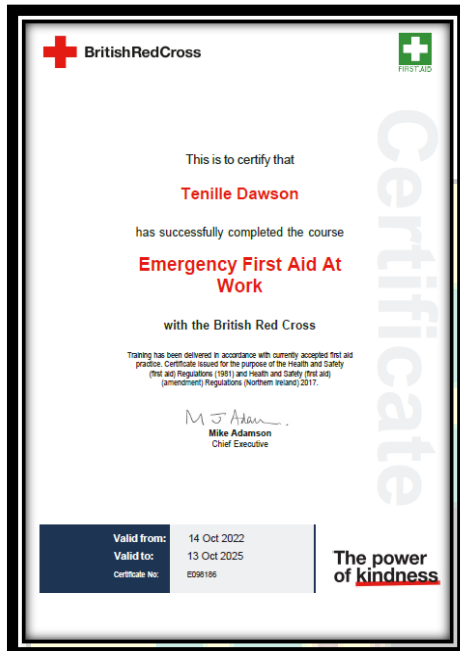 BritishRedCross
FIRST AID
Certificate
This is to certify that
Tenille Dawson
has successfully completed the course
Emergency First Aid At
Work
with the British Red Cross
Training has been delivered in accordance with currently accepted first aid
practice. Certificate issued for the purpose of the Health and Safety
(first aid) Regulations (1981) and Health and Safety (first aid)
(amendment) Regulations (Northern Ireland) 2017.
M J Adam
Mike Adamson
Chief Executive
Valid from: 14 Oct 2022
Valid to: 13 Oct 2025
Certificate No: E098186
The power
of kindness